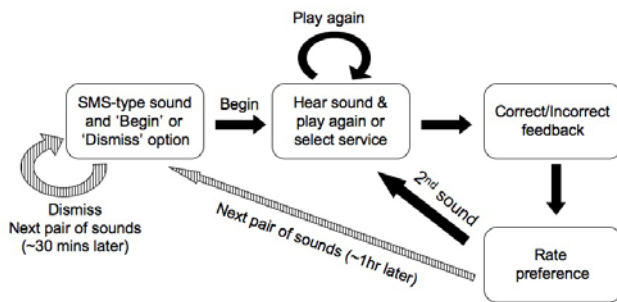 Play again
SMS-type sound
and 'Begin' or
'Dismiss' option
Begin
Hear sound &
play again or
select service
Correct/Incorrect
feedback
Dismiss
Next pair of sounds
(~30 mins later)
Next pair of sounds (~1hr later)
2nd sound
Rate
preference